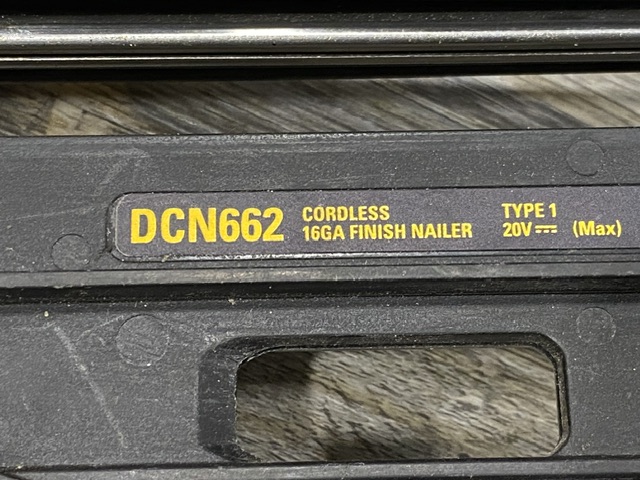 DCN662 CORDLESS TYPE 1
16GA FINISH NAILER 20V⎓ (Max)